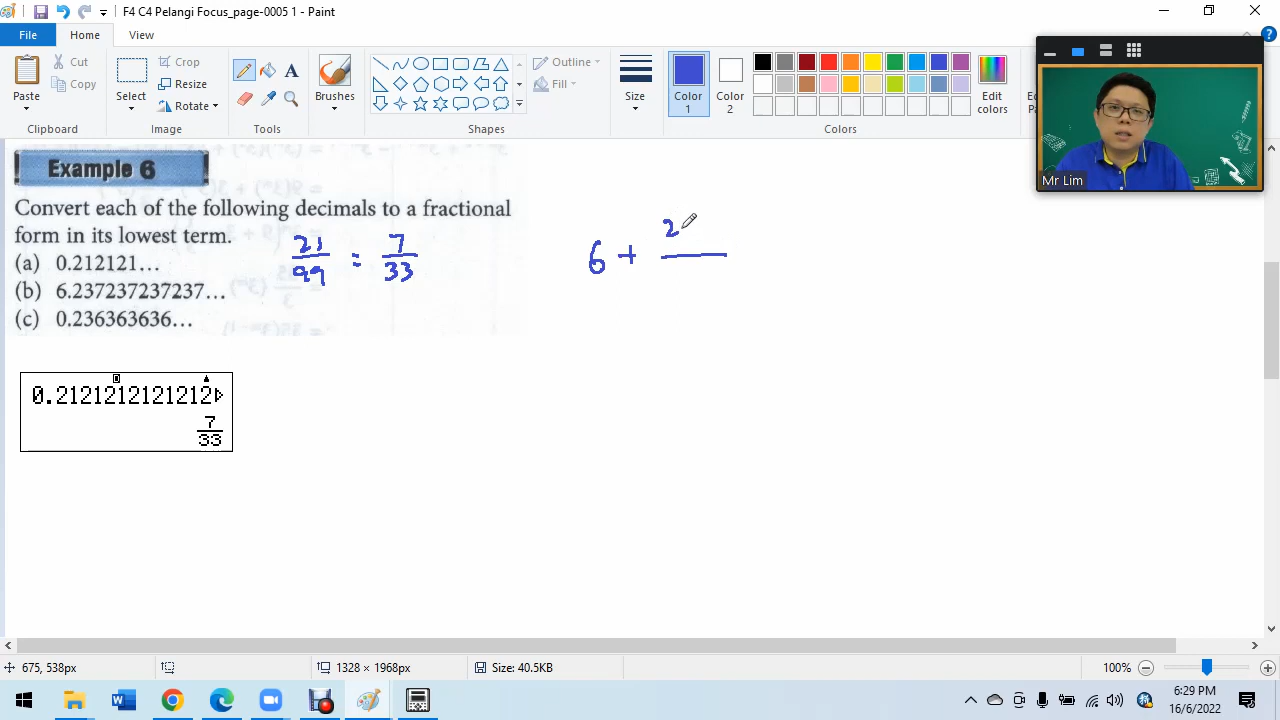 F4 C4 Pelangi Focus_page-0005 1 - Paint
File Home View
Paste Cut Copy
Clipboard
Select Crop Resize Rotate
Image
A
Tools
Brushes
Shapes
Outline Fill
Size
Color 1
Color 2
Colors
Edit colors
Mr Lim
Example 6
Convert each of the following decimals to a fractional
form in its lowest term.
(a) 0.212121...
(b) 6.237237237237...
(c) 0.236363636...
21/99 = 7/33
6 + 2
0.2121212121212
7
33
675, 538px
1328 × 1968px
Size: 40.5KB
100%
6:29 PM
16/6/2022